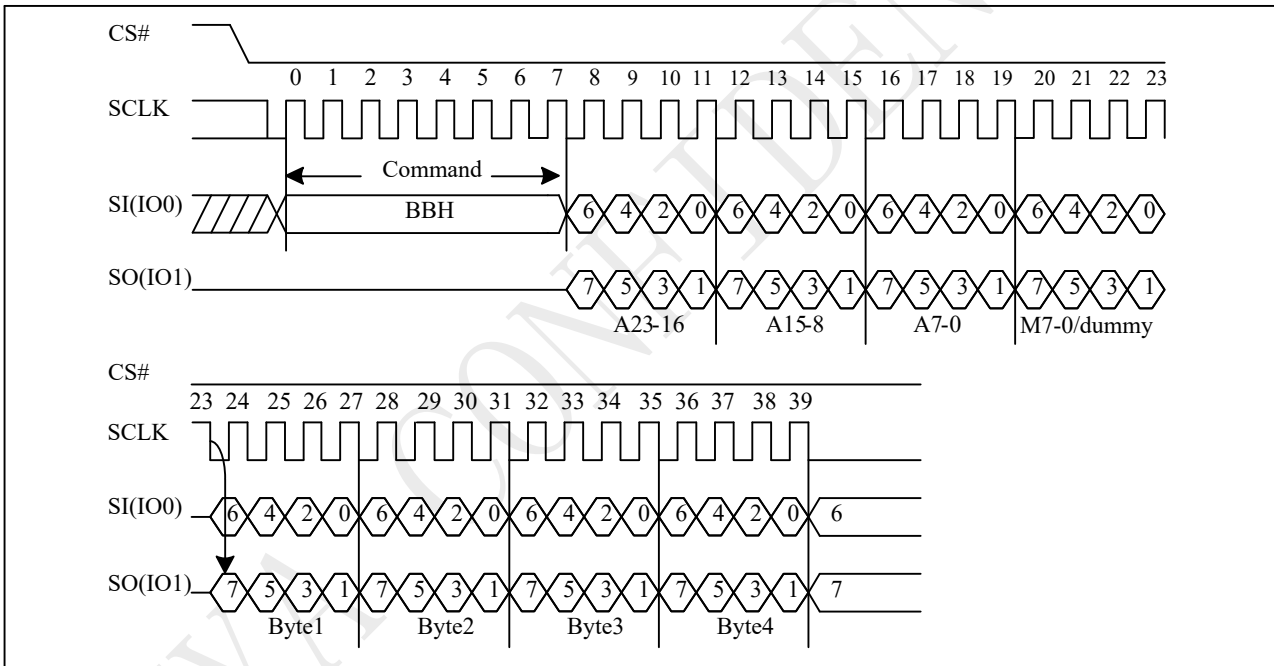 CS#
0 1 2 3 4 5 6 7 8 9 10 11 12 13 14 15 16 17 18 19 20 21 22 23
SCLK
Command
SI(IO0) BBH 6 4 2 0 6 4 2 0 6 4 2 0 6 4 2 0
SO(IO1) 7 5 3 1 7 5 3 1 7 5 3 1 7 5 3 1
A23-16 A15-8 A7-0 M7-0/dummy
CS#
23 24 25 26 27 28 29 30 31 32 33 34 35 36 37 38 39
SCLK
SI(IO0) 6 4 2 0 6 4 2 0 6 4 2 0 6 4 2 0 6
SO(IO1) 7 5 3 1 7 5 3 1 7 5 3 1 7 5 3 1 7
Byte1 Byte2 Byte3 Byte4